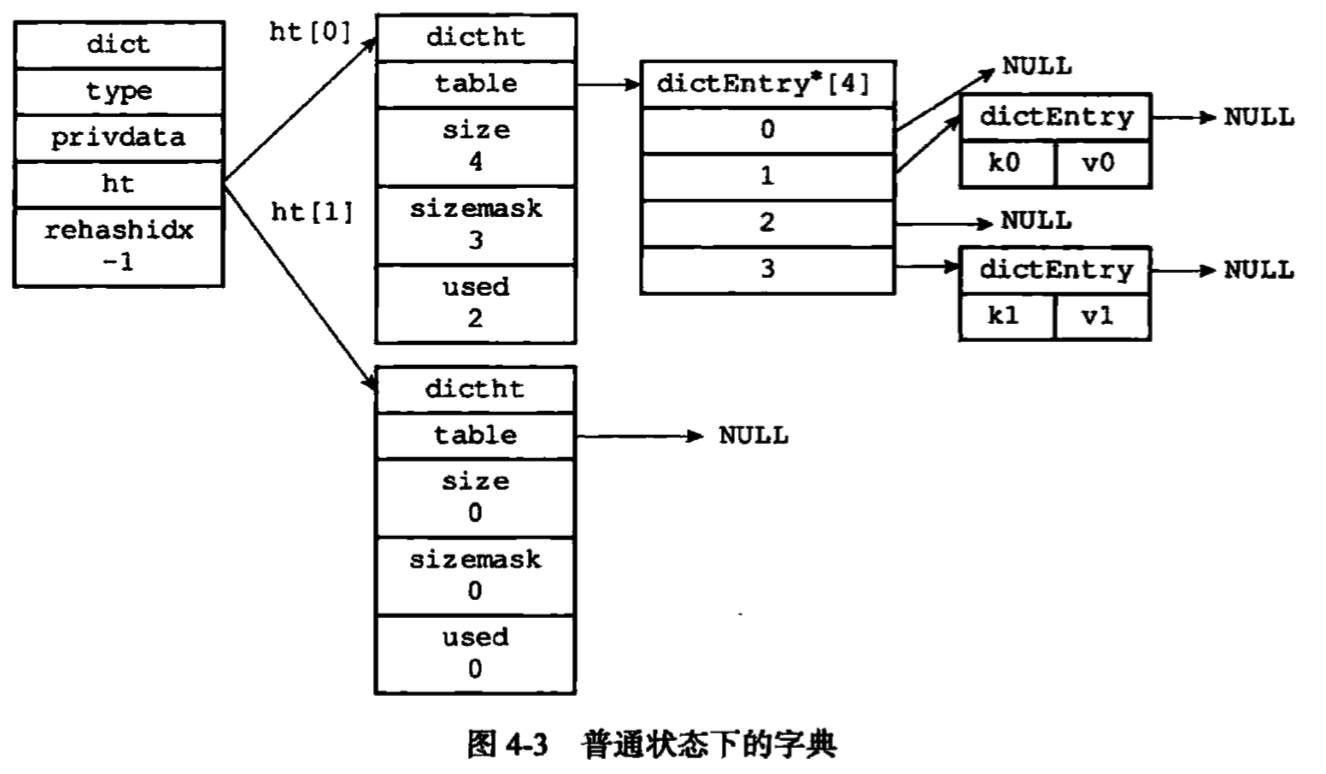 dict
type
privdata
ht
rehashidx
-1
ht[0]
ht[1]
dictht
table
size
4
sizemask
3
used
2
dictEntry*[4]
0
1
2
3
NULL
dictEntry
k0 v0
NULL
NULL
dictEntry
k1 v1
NULL
dictht
table
NULL
size
0
sizemask
0
used
0
图 4-3 普通状态下的字典